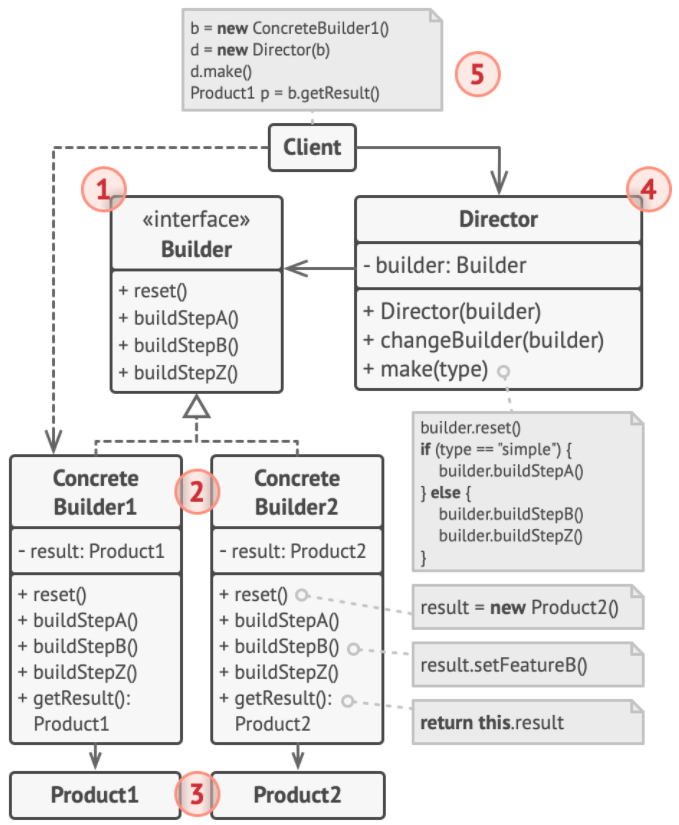 b = new ConcreteBuilder1()
d = new Director(b)
d.make()
Product1 p = b.getResult()
5
Client
1
«interface»
Builder
+ reset()
+ buildStepA()
+ buildStepB()
+ buildStepZ()
4
Director
- builder: Builder
+ Director(builder)
+ changeBuilder(builder)
+ make(type)
builder.reset()
if (type == "simple") {
builder.buildStepA()
} else {
builder.buildStepB()
builder.buildStepZ()
}
Concrete
Builder1
- result: Product1
+ reset()
+ buildStepA()
+ buildStepB()
+ buildStepZ()
+ getResult():
Product1
2
Concrete
Builder2
- result: Product2
+ reset()
+ buildStepA()
+ buildStepB()
+ buildStepZ()
+ getResult():
Product2
result = new Product2()
result.setFeatureB()
return this.result
Product1
3
Product2